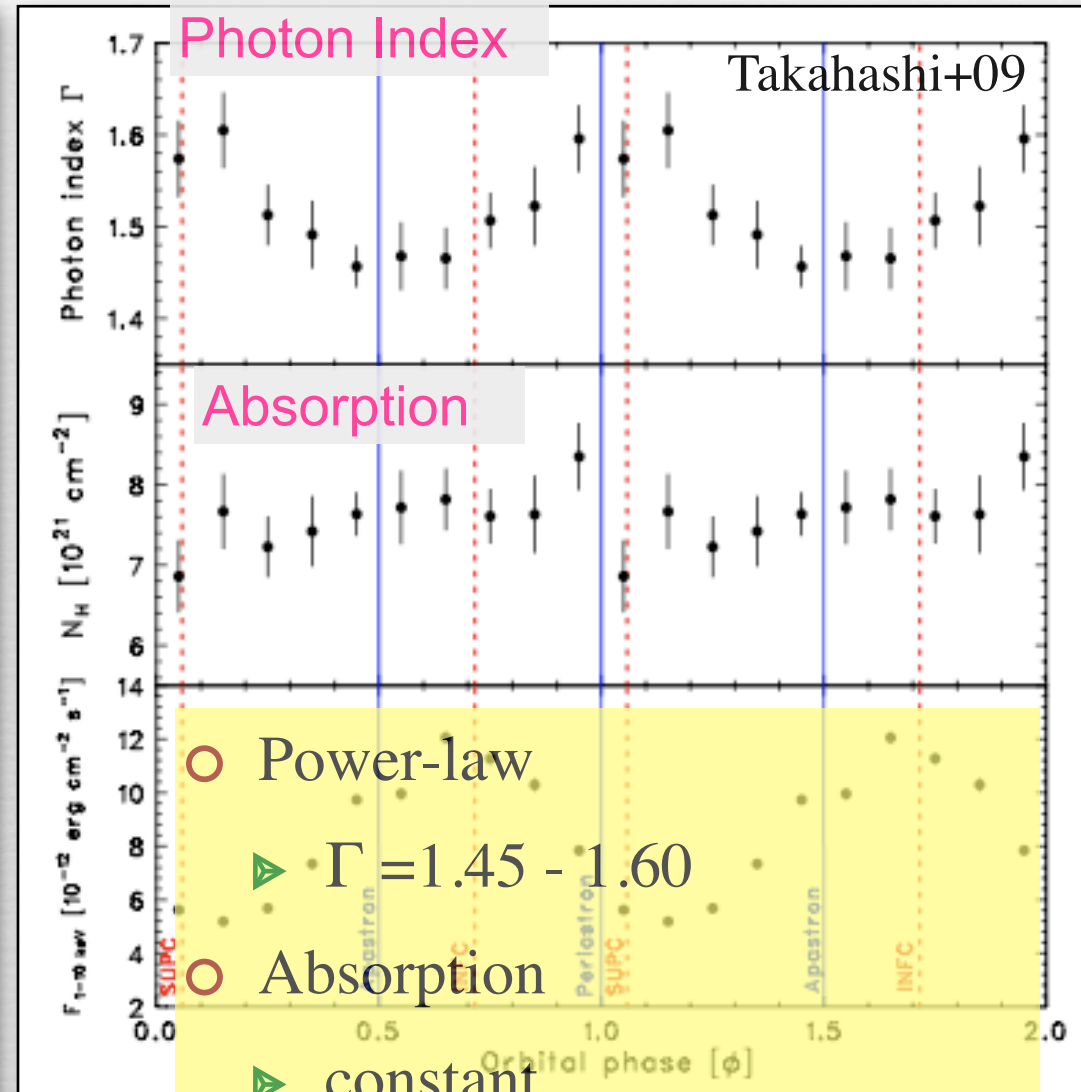 Photon Index
Takahashi+09
1.7
1.6
1.5
1.4
Photon index Γ
Absorption
9
8
7
6
N_H [10^21 cm^−2]
14
12
10
8
6
4
2
F_1−10 keV [10^−12 erg cm^−2 s^−1]
Power-law
Γ =1.45 - 1.60
Absorption
constant
SUPC
Apastron
INFC
Periastron
SUPC
Apastron
INFC
0.0
0.5
1.0
1.5
2.0
Orbital phase [φ]